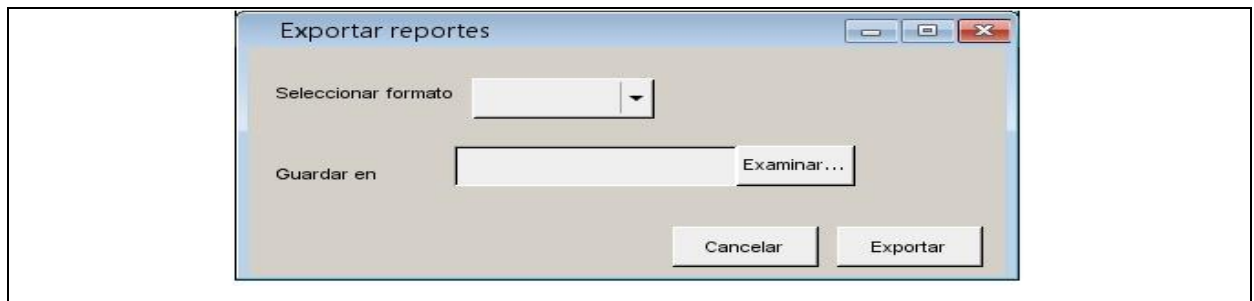 Exportar reportes
Seleccionar formato
Guardar en
Examinar...
Cancelar
Exportar